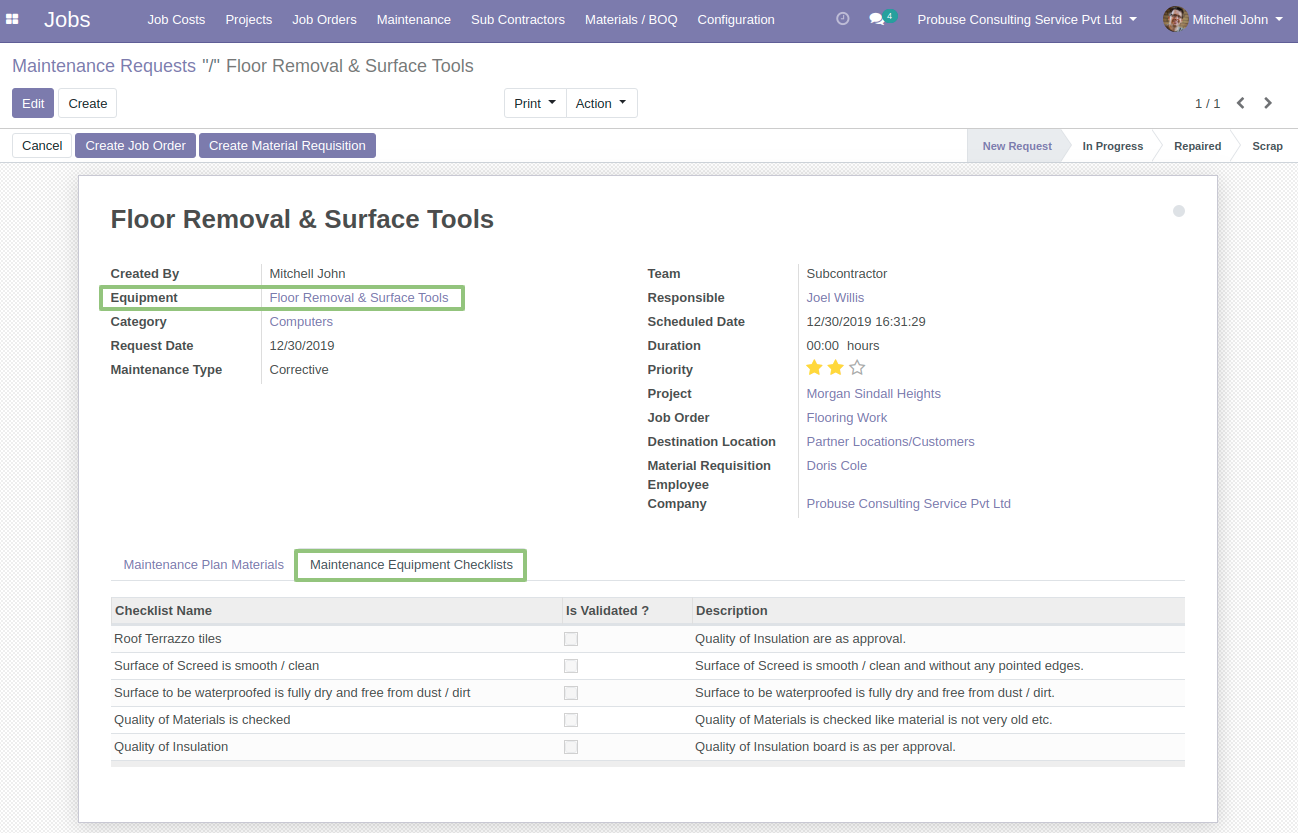 Jobs Job Costs Projects Job Orders Maintenance Sub Contractors Materials / BOQ Configuration 4 Probuse Consulting Service Pvt Ltd Mitchell John
Maintenance Requests "/" Floor Removal & Surface Tools
Edit Create Print Action 1 / 1
Cancel Create Job Order Create Material Requisition New Request In Progress Repaired Scrap
Floor Removal & Surface Tools
Created By Mitchell John
Equipment Floor Removal & Surface Tools
Category Computers
Request Date 12/30/2019
Maintenance Type Corrective
Team Subcontractor
Responsible Joel Willis
Scheduled Date 12/30/2019 16:31:29
Duration 00:00 hours
Priority
Project Morgan Sindall Heights
Job Order Flooring Work
Destination Location Partner Locations/Customers
Material Requisition Doris Cole
Employee
Company Probuse Consulting Service Pvt Ltd
Maintenance Plan Materials Maintenance Equipment Checklists
Checklist Name Is Validated ? Description
Roof Terrazzo tiles Quality of Insulation are as approval.
Surface of Screed is smooth / clean Surface of Screed is smooth / clean and without any pointed edges.
Surface to be waterproofed is fully dry and free from dust / dirt Surface to be waterproofed is fully dry and free from dust / dirt.
Quality of Materials is checked Quality of Materials is checked like material is not very old etc.
Quality of Insulation Quality of Insulation board is as per approval.